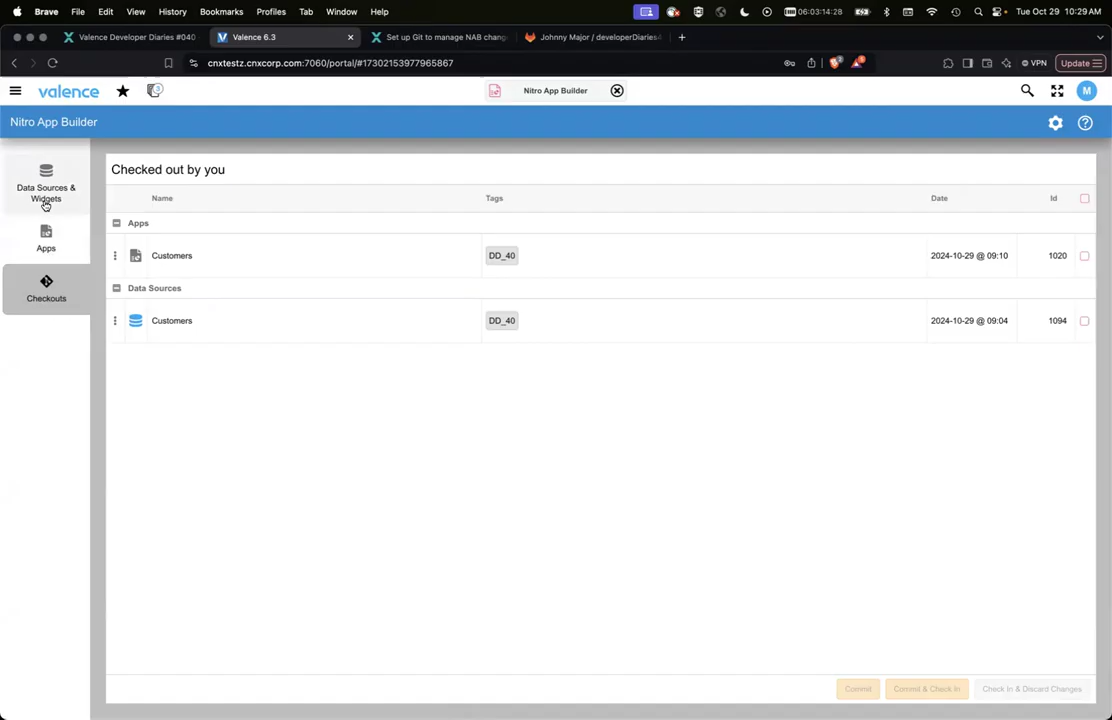 Brave File Edit View History Bookmarks Profiles Tab Window Help 06:03:14:28 Tue Oct 29 10:29 AM
Valence Developer Diaries #040 Valence 6.3 Set up Git to manage NAB chang Johnny Major / developerDiaries4
cnxtestz.cnxcorp.com:7060/portal/#17302153977965867 VPN Update
valence Nitro App Builder M
Nitro App Builder
Data Sources &
Widgets
Apps
Checkouts
Checked out by you
Name Tags Date Id
Apps
Customers DD_40 2024-10-29 @ 09:10 1020
Data Sources
Customers DD_40 2024-10-29 @ 09:04 1094
Commit Commit & Check In Check In & Discard Changes